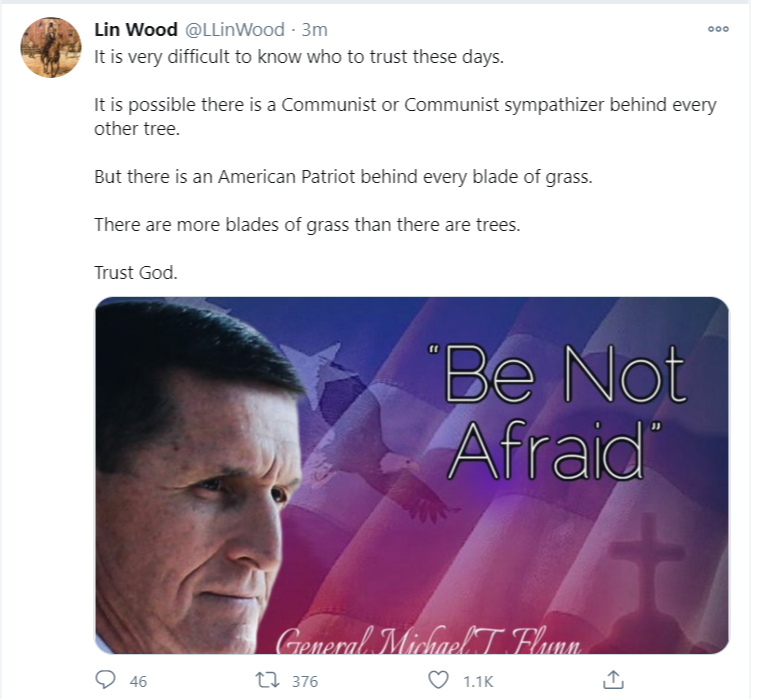 Lin Wood @LLinWood · 3m
It is very difficult to know who to trust these days.
It is possible there is a Communist or Communist sympathizer behind every
other tree.
But there is an American Patriot behind every blade of grass.
There are more blades of grass than there are trees.
Trust God.
"Be Not
Afraid"
General Michael T Flynn
46 376 1.1K